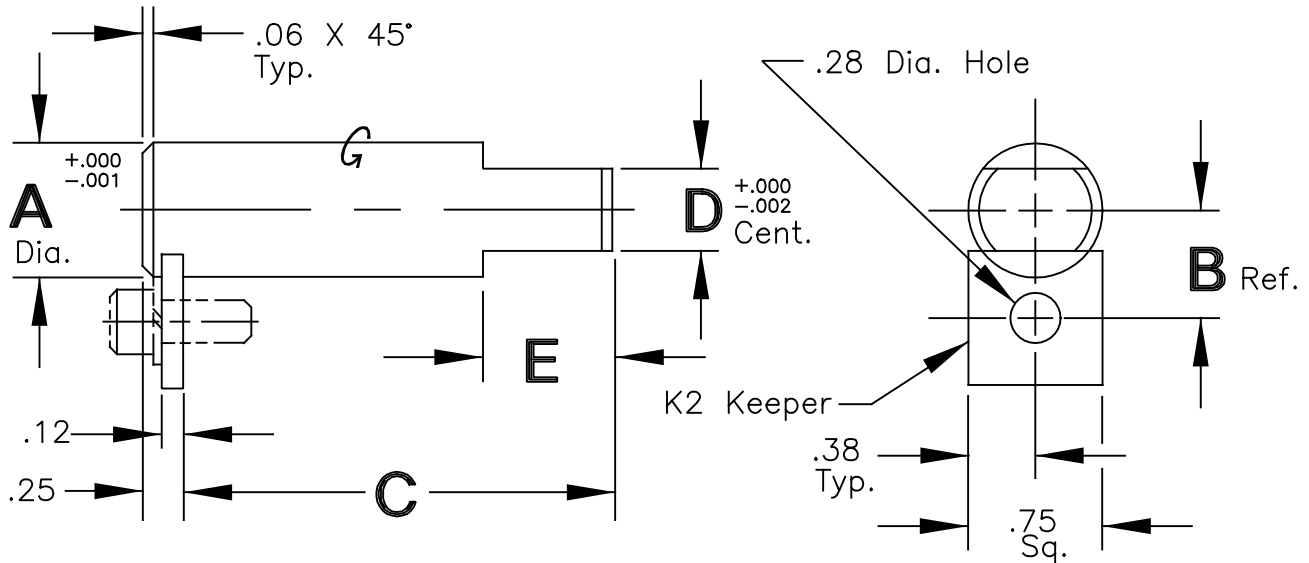 .06 X 45°
Typ.
.28 Dia. Hole
+.000
-.001
A
Dia.
G
D
+.000
-.002
Cent.
B Ref.
E
K2 Keeper
.12
.38
Typ.
.25
C
.75
Sq.